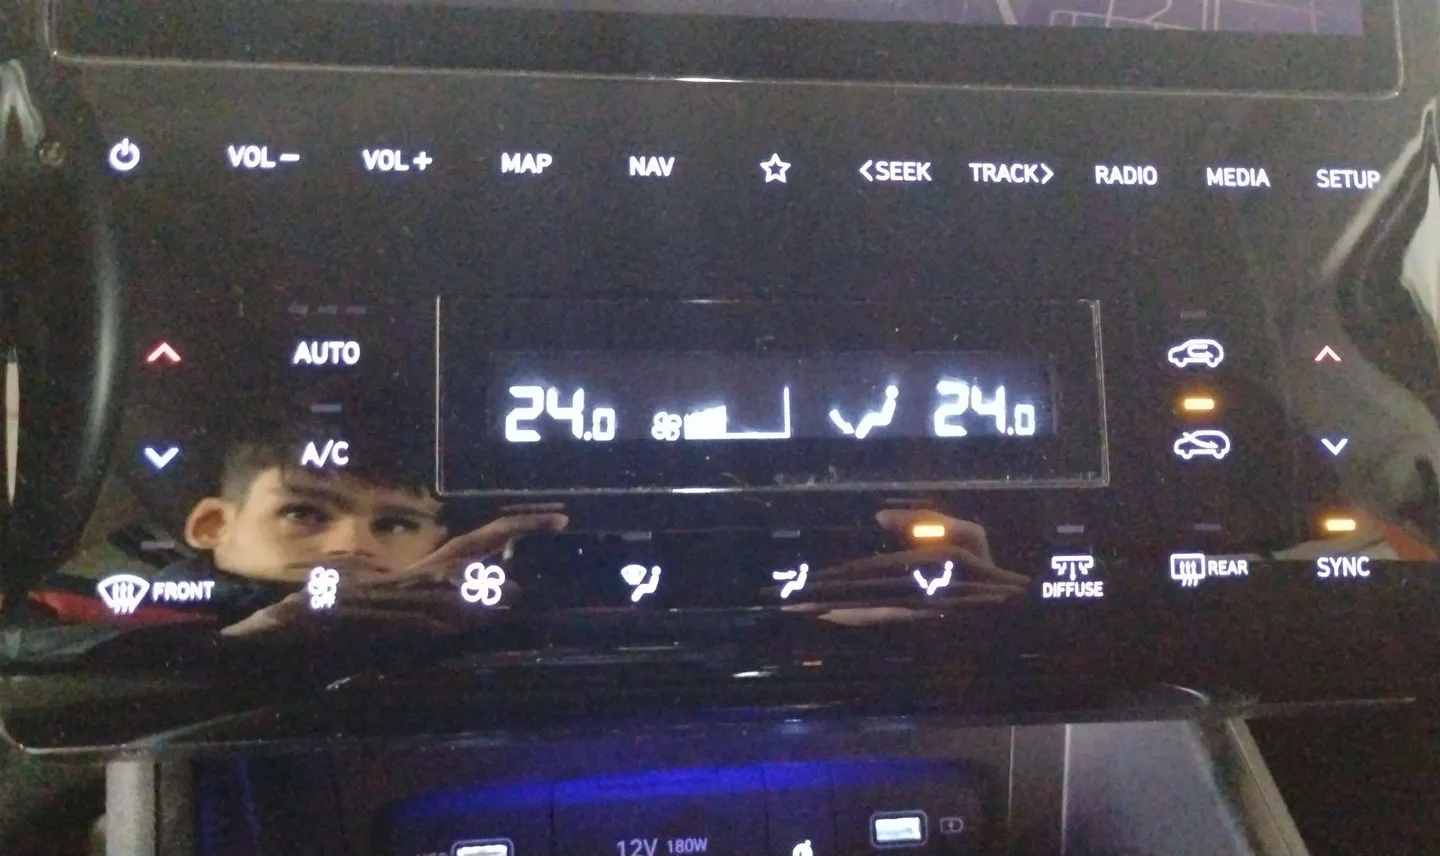 VOL - VOL + MAP NAV <SEEK TRACK> RADIO MEDIA SETUP
AUTO
24.0 24.0
A/C
FRONT OFF DIFFUSE REAR SYNC
12V 180W